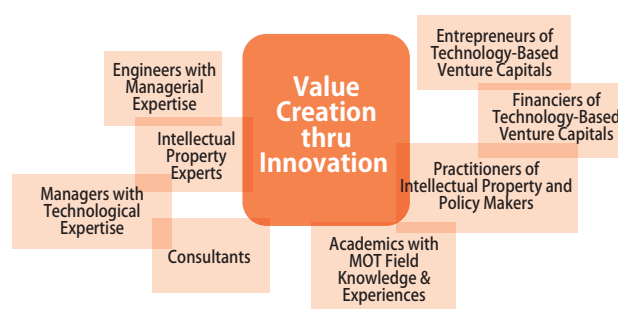 Engineers with
Managerial
Expertise
Intellectual
Property
Experts
Managers with
Technological
Expertise
Consultants
Value
Creation
thru
Innovation
Entrepreneurs of
Technology-Based
Venture Capitals
Financiers of
Technology-Based
Venture Capitals
Practitioners of
Intellectual Property and
Policy Makers
Academics with
MOT Field
Knowledge &
Experiences